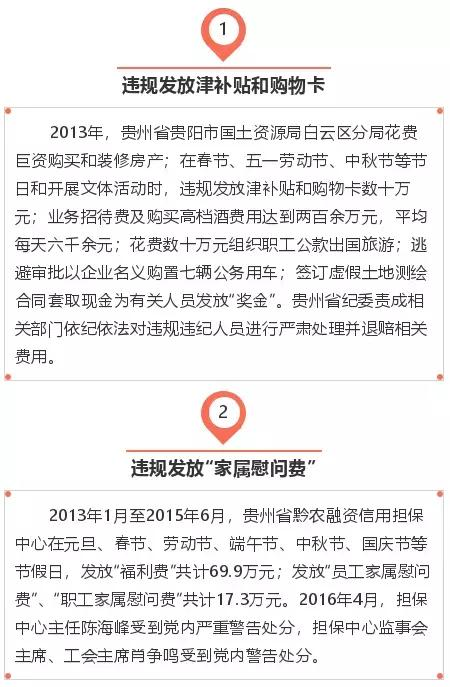 1
违规发放津补贴和购物卡
2013年，贵州省贵阳市国土资源局白云区分局花费
巨资购买和装修房产；在春节、五一劳动节、中秋节等节
日和开展文体活动时，违规发放津补贴和购物卡数十万
元；业务招待费及购买高档酒费用达到两百余万元，平均
每天六千余元；花费数十万元组织职工公款出国旅游；逃
避审批以企业名义购置七辆公务用车；签订虚假土地测绘
合同套取现金为有关人员发放“奖金”。贵州省纪委责成相
关部门依纪依法对违规违纪人员进行严肃处理并退赔相关
费用。
2
违规发放“家属慰问费”
2013年1月至2015年6月，贵州省黔农融资信用担保
中心在元旦、春节、劳动节、端午节、中秋节、国庆节等
节假日，发放“福利费”共计69.9万元；发放“员工家属慰问
费”、“职工家属慰问费”共计17.3万元。2016年4月，担保
中心主任陈海峰受到党内严重警告处分，担保中心监事会
主席、工会主席肖争鸣受到党内警告处分。